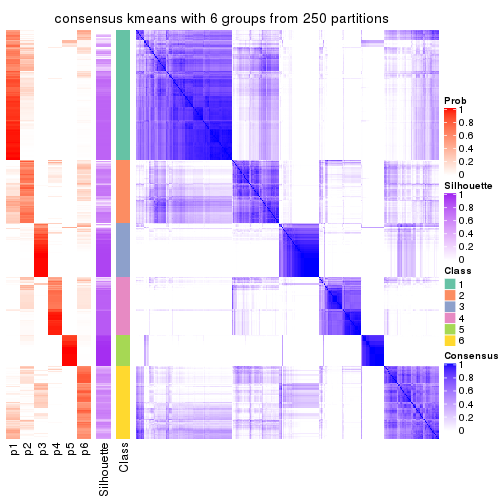 consensus kmeans with 6 groups from 250 partitions
Prob
1
0.8
0.6
0.4
0.2
0
Silhouette
1
0.8
0.6
0.4
0.2
0
Class
1
2
3
4
5
6
Consensus
1
0.8
0.6
0.4
0.2
0
p1
p2
p3
p4
p5
p6
Silhouette
Class